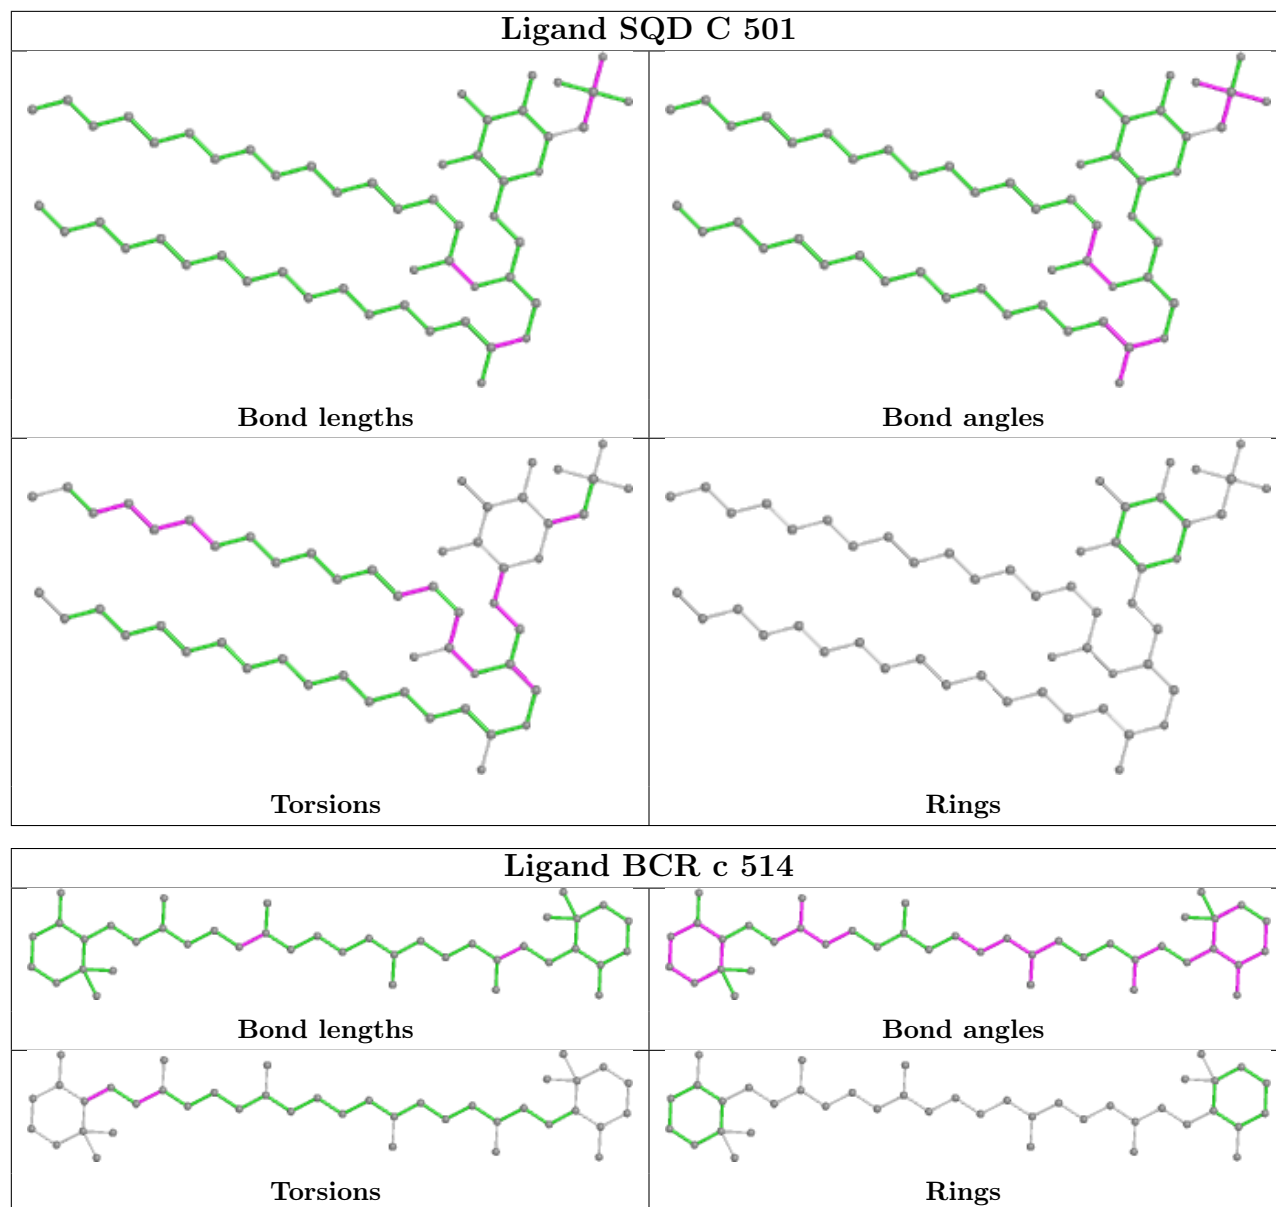 Ligand SQD C 501
Bond lengths
Bond angles
Torsions
Rings
Ligand BCR c 514
Bond lengths
Bond angles
Torsions
Rings